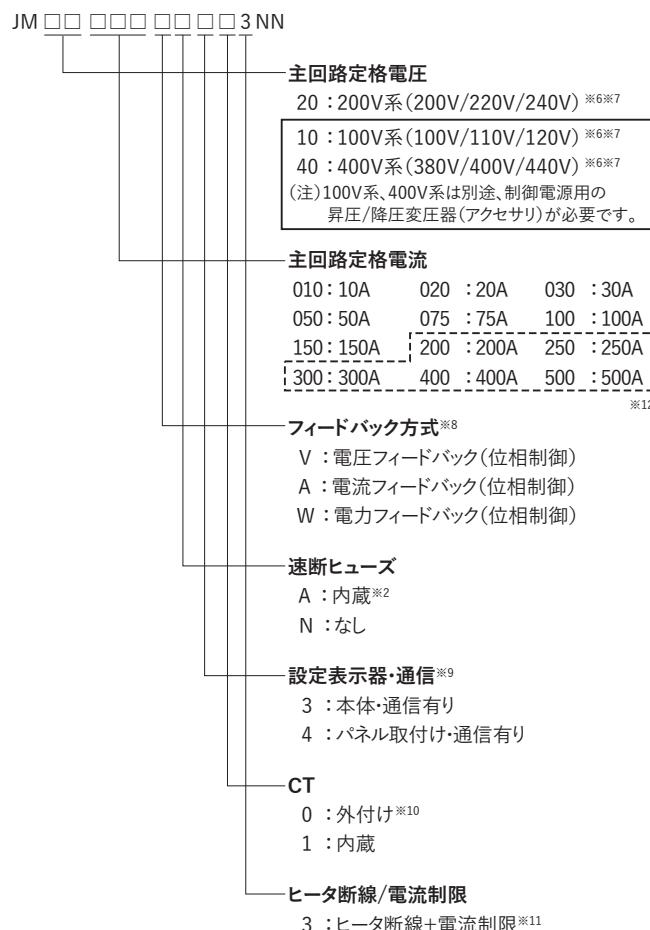 JM □□ □□□ □□ □□3NN
主回路定格電圧
20：200V系（200V/220V/240V）※6※7
10：100V系（100V/110V/120V）※6※7
40：400V系（380V/400V/440V）※6※7
（注）100V系、400V系は別途、制御電源用の
昇圧/降圧変圧器（アクセサリ）が必要です。
主回路定格電流
010：10A 020：20A 030：30A
050：50A 075：75A 100：100A
150：150A 200：200A 250：250A
300：300A 400：400A 500：500A
※12
フィードバック方式※8
V：電圧フィードバック（位相制御）
A：電流フィードバック（位相制御）
W：電力フィードバック（位相制御）
速断ヒューズ
A：内蔵※2
N：なし
設定表示器・通信※9
3：本体・通信有り
4：パネル取付け・通信有り
CT
0：外付け※10
1：内蔵
ヒータ断線/電流制限
3：ヒータ断線＋電流制限※11